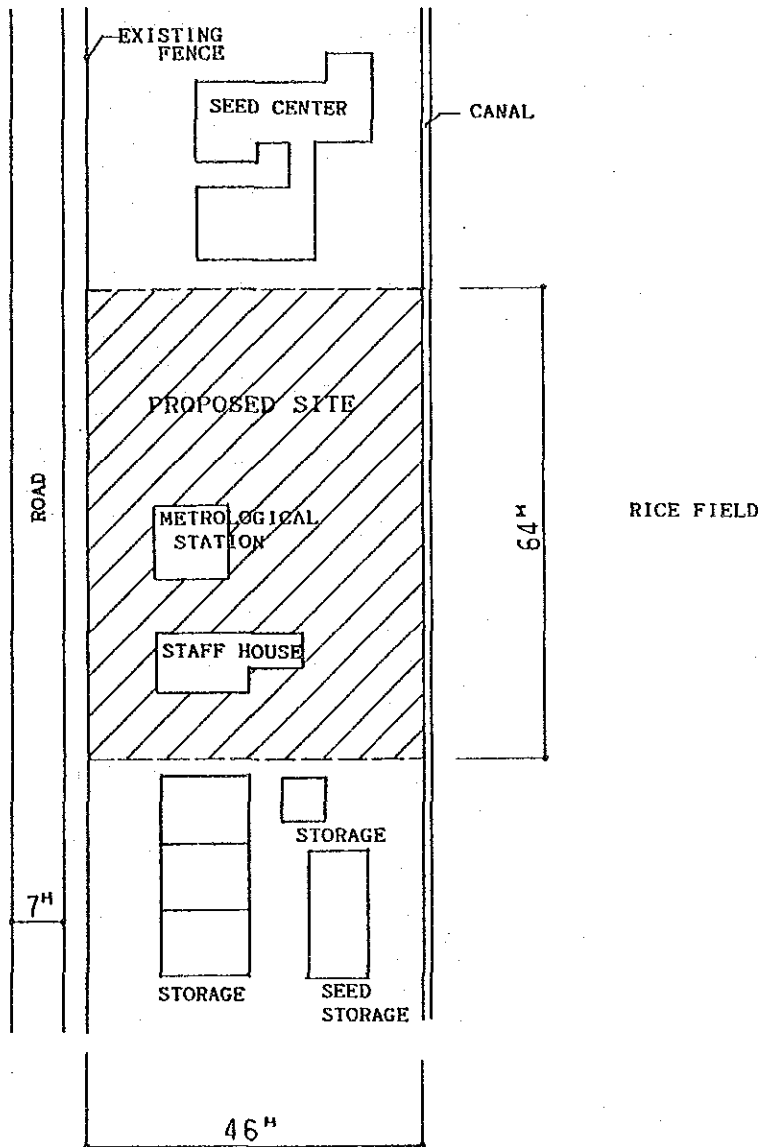 EXISTING
FENCE
SEED CENTER
CANAL
PROPOSED SITE
ROAD
METROLOGICAL
STATION
64M
RICE FIELD
STAFF HOUSE
STORAGE
7M
STORAGE
SEED
STORAGE
46M